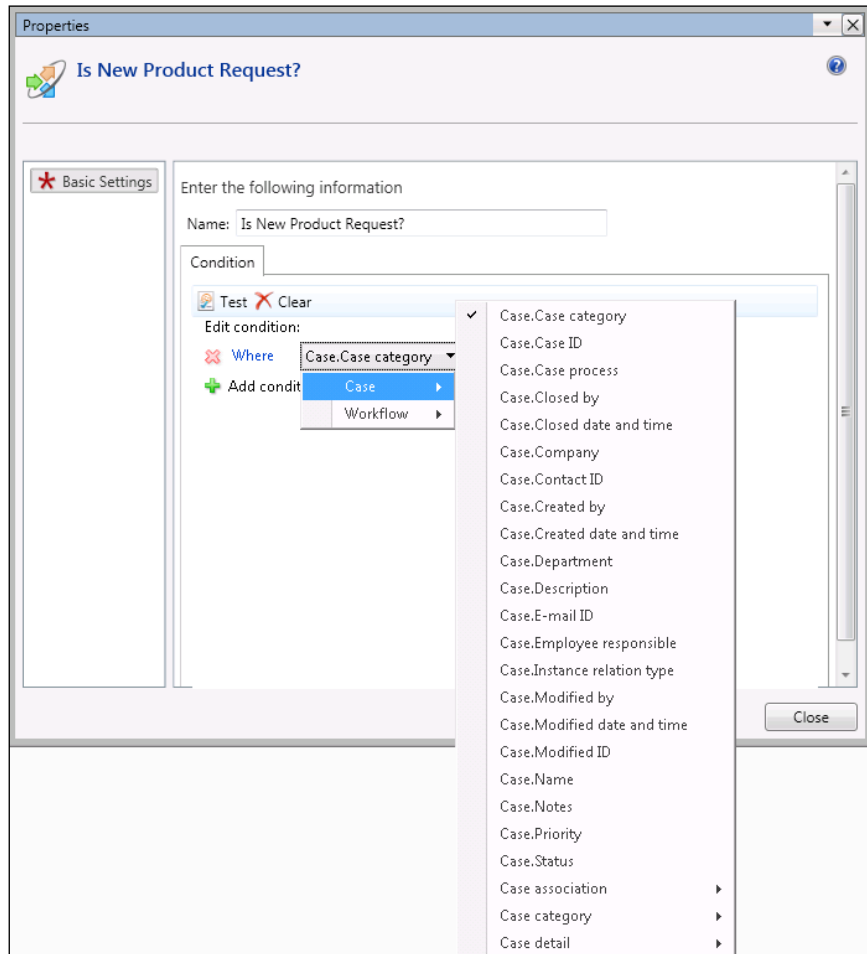 Properties
Is New Product Request?
Basic Settings
Enter the following information
Name: Is New Product Request?
Condition
Test Clear
Edit condition:
Where Case.Case category
Add condit
Case
Workflow
Case.Case category
Case.Case ID
Case.Case process
Case.Closed by
Case.Closed date and time
Case.Company
Case.Contact ID
Case.Created by
Case.Created date and time
Case.Department
Case.Description
Case.E-mail ID
Case.Employee responsible
Case.Instance relation type
Case.Modified by
Case.Modified date and time
Case.Modified ID
Case.Name
Case.Notes
Case.Priority
Case.Status
Case association
Case category
Case detail
Close